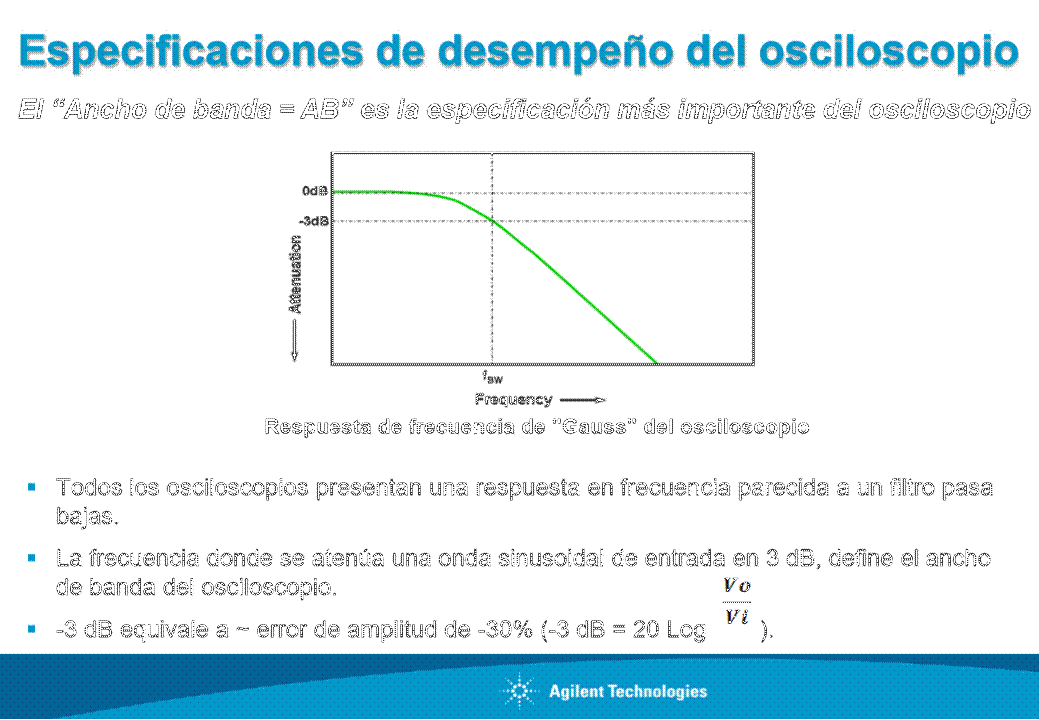 Especificaciones de desempeño del osciloscopio
El “Ancho de banda = AB” es la especificación más importante del osciloscopio
0dB
-3dB
Attenuation
fBW
Frequency
Respuesta de frecuencia de "Gauss" del osciloscopio
Todos los osciloscopios presentan una respuesta en frecuencia parecida a un filtro pasa
bajas.
La frecuencia donde se atenúa una onda sinusoidal de entrada en 3 dB, define el ancho
de banda del osciloscopio.
Vo
Vi
-3 dB equivale a ~ error de amplitud de -30% (-3 dB = 20 Log ).
Agilent Technologies